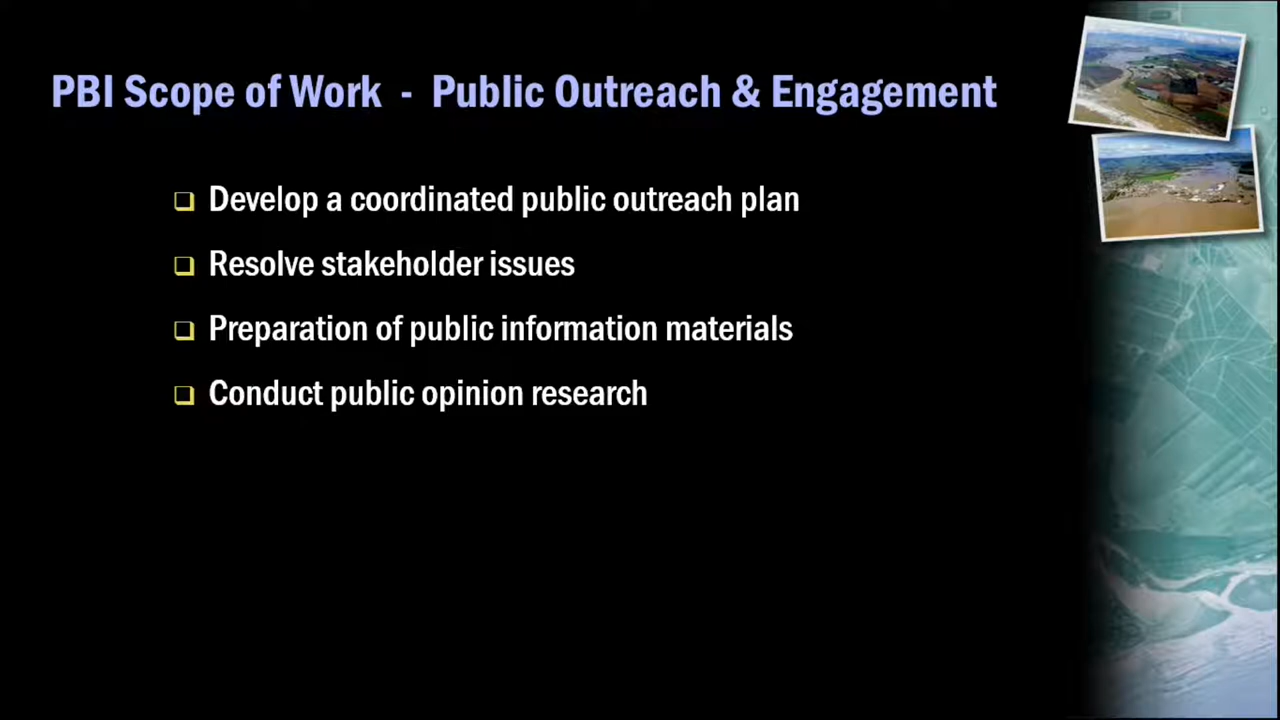 PBI Scope of Work - Public Outreach & Engagement
Develop a coordinated public outreach plan
Resolve stakeholder issues
Preparation of public information materials
Conduct public opinion research